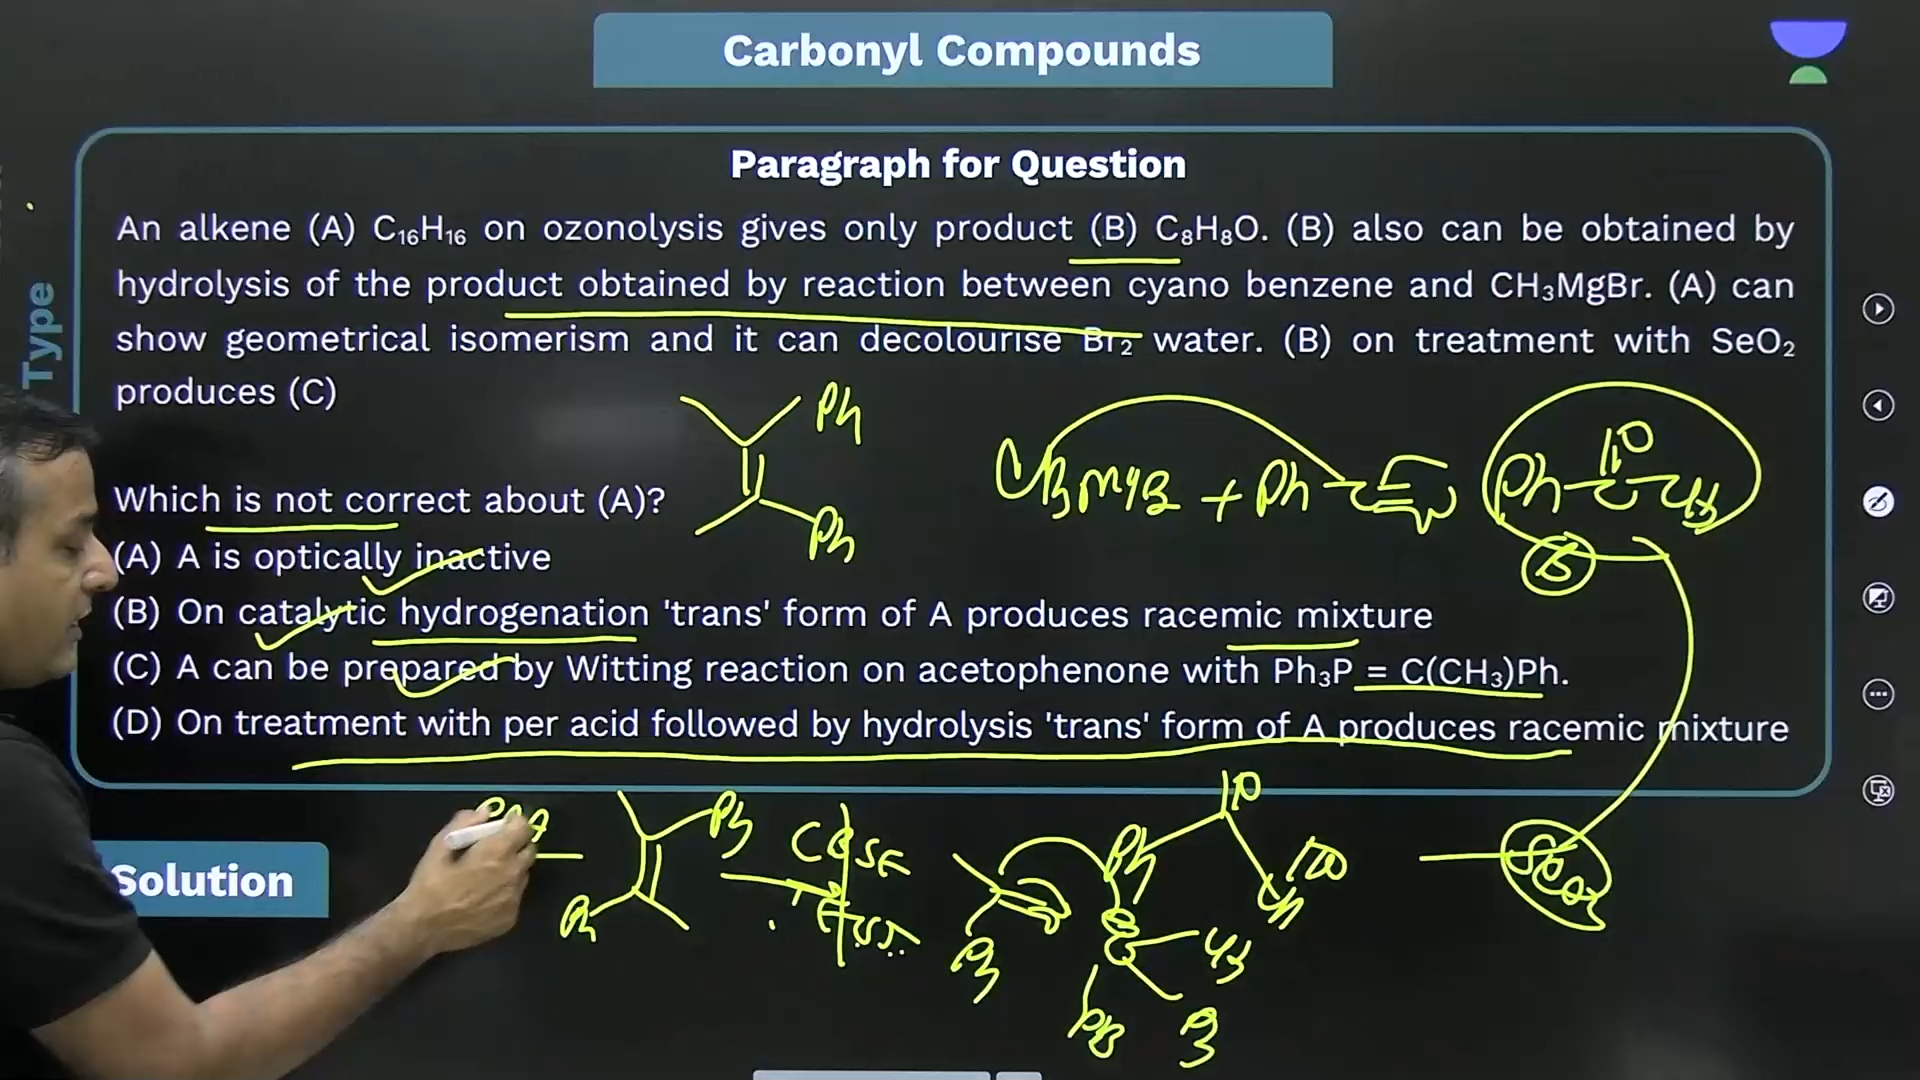 Carbonyl Compounds
Type
Paragraph for Question
An alkene (A) C₁₆H₁₆ on ozonolysis gives only product (B) C₈H₈O. (B) also can be obtained by
hydrolysis of the product obtained by reaction between cyano benzene and CH₃MgBr. (A) can
show geometrical isomerism and it can decolourise Br₂ water. (B) on treatment with SeO₂
produces (C)
Ph
Ph
CH₃MgBr + Ph
Ph
O
B
Which is not correct about (A)?
(A) A is optically inactive
(B) On catalytic hydrogenation 'trans' form of A produces racemic mixture
(C) A can be prepared by Witting reaction on acetophenone with Ph₃P = C(CH₃)Ph.
(D) On treatment with per acid followed by hydrolysis 'trans' form of A produces racemic mixture
Solution
Ph
Ph
SeO₂